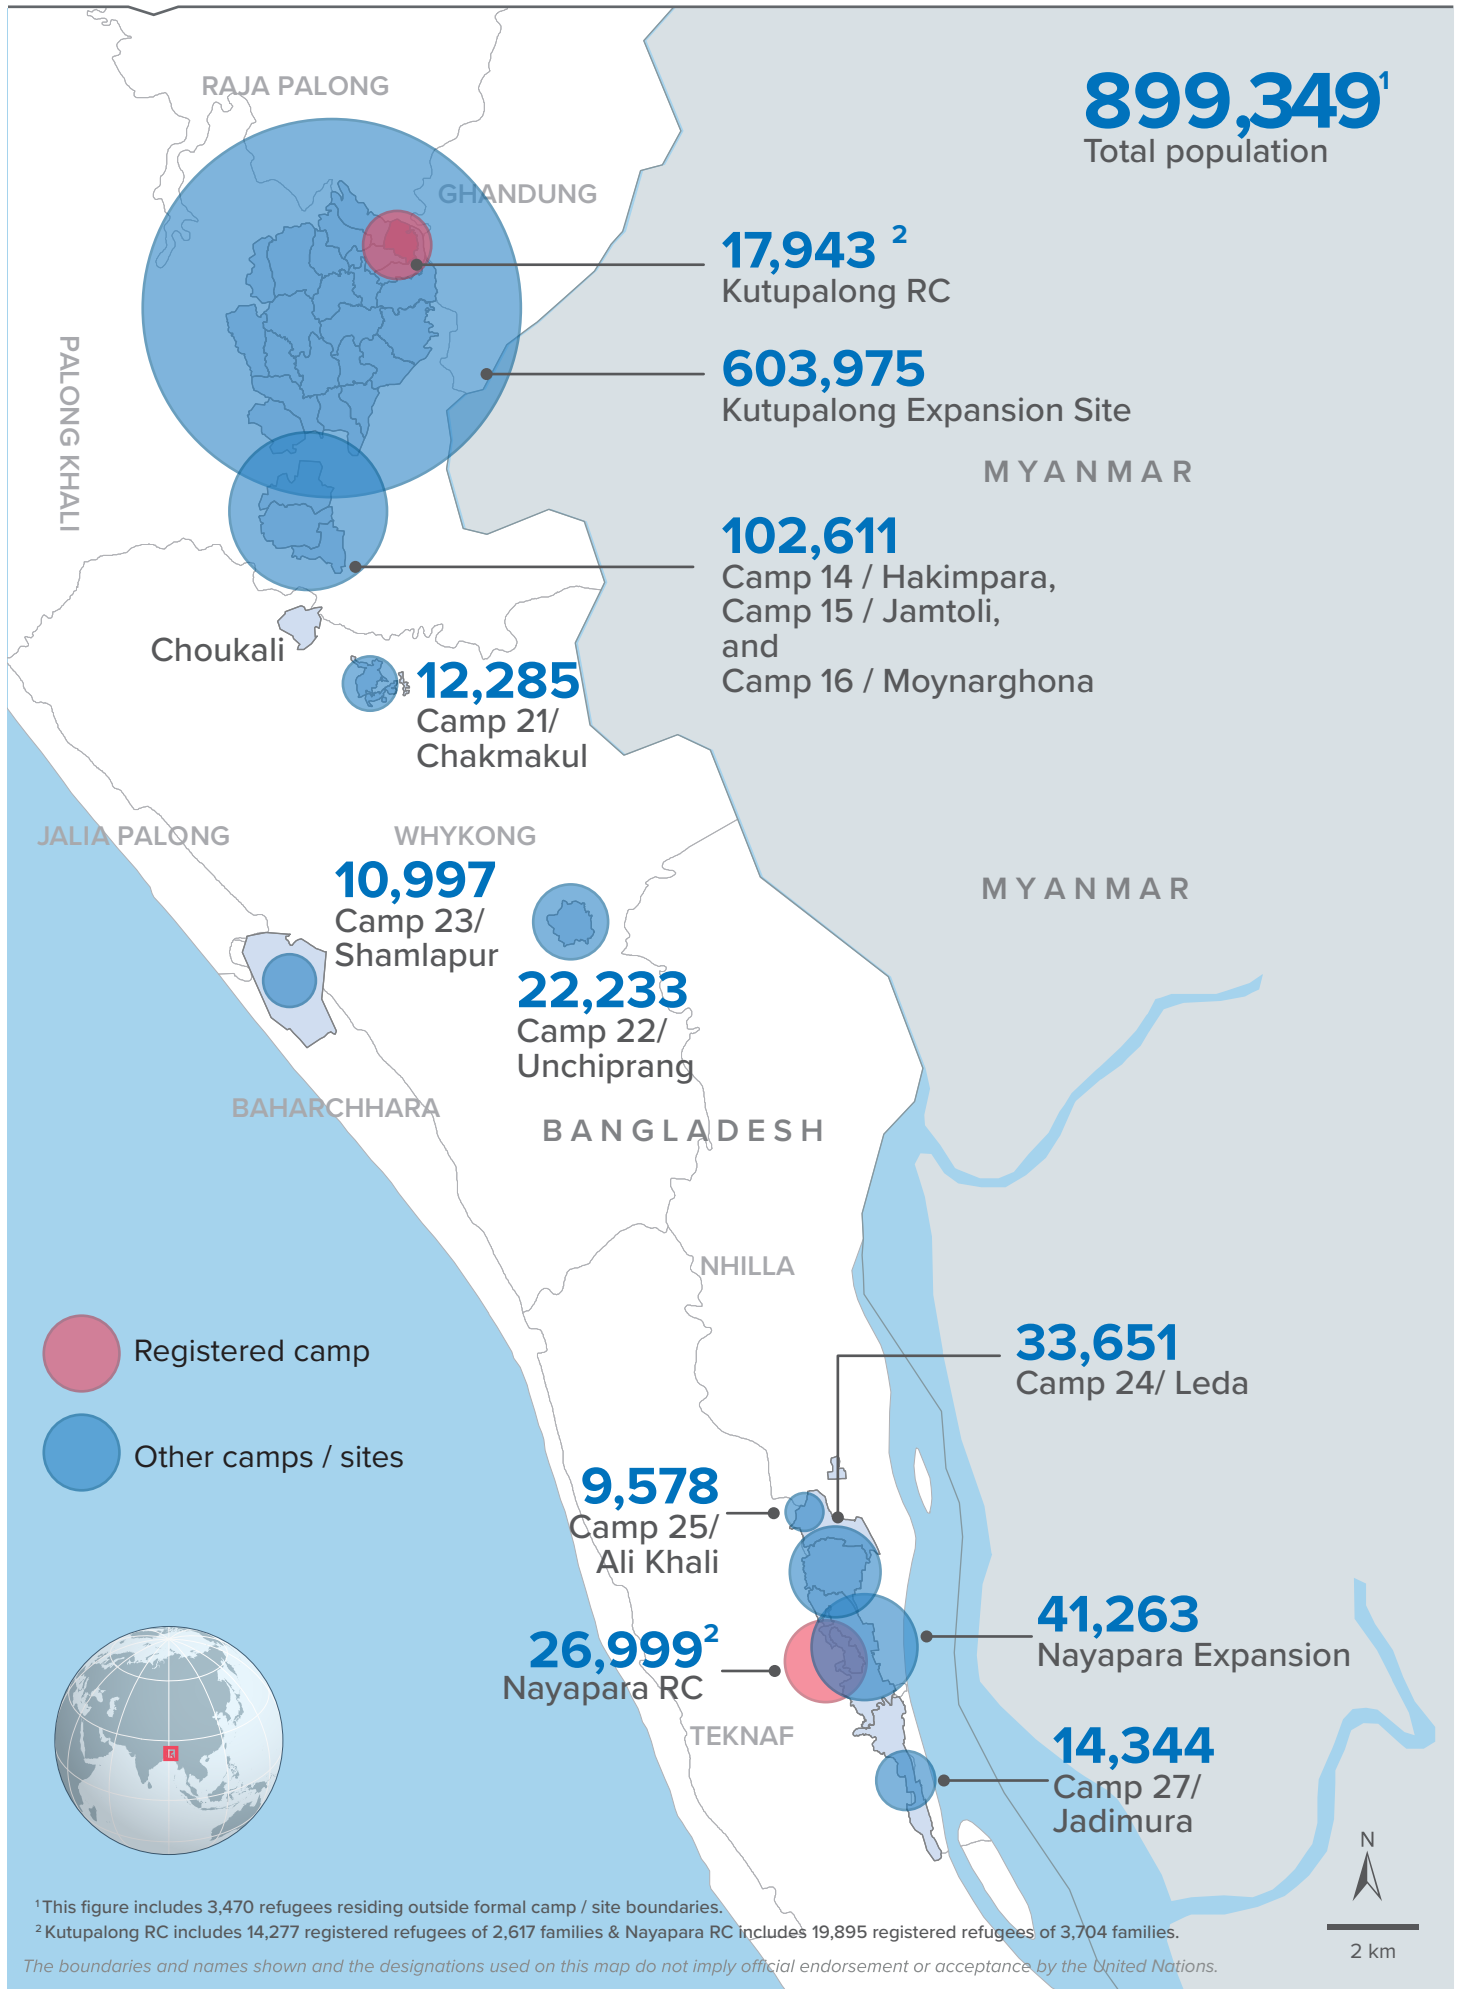 RAJA PALONG
899,349¹
Total population
GHANDUNG
17,943 ²
Kutupalong RC
603,975
Kutupalong Expansion Site
PALONG KHALI
MYANMAR
102,611
Camp 14 / Hakimpara,
Camp 15 / Jamtoli,
and
Camp 16 / Moynarghona
Choukali
12,285
Camp 21/
Chakmakul
JALIA PALONG
WHYKONG
10,997
Camp 23/
Shamlapur
MYANMAR
22,233
Camp 22/
Unchiprang
BAHARCHHARA
BANGLADESH
NHILLA
33,651
Camp 24/ Leda
Registered camp
Other camps / sites
9,578
Camp 25/
Ali Khali
41,263
Nayapara Expansion
26,999²
Nayapara RC
TEKNAF
14,344
Camp 27/
Jadimura
N
2 km
¹ This figure includes 3,470 refugees residing outside formal camp / site boundaries.
² Kutupalong RC includes 14,277 registered refugees of 2,617 families & Nayapara RC includes 19,895 registered refugees of 3,704 families.
The boundaries and names shown and the designations used on this map do not imply official endorsement or acceptance by the United Nations.